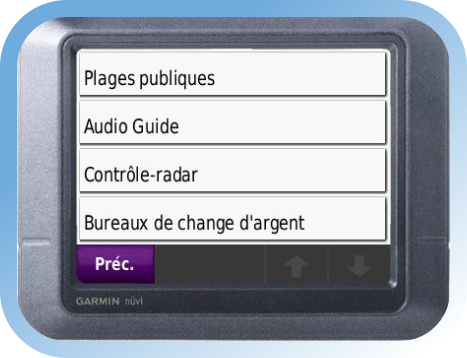 Plages publiques
Audio Guide
Contrôle-radar
Bureaux de change d'argent
Préc.
GARMIN nüvi